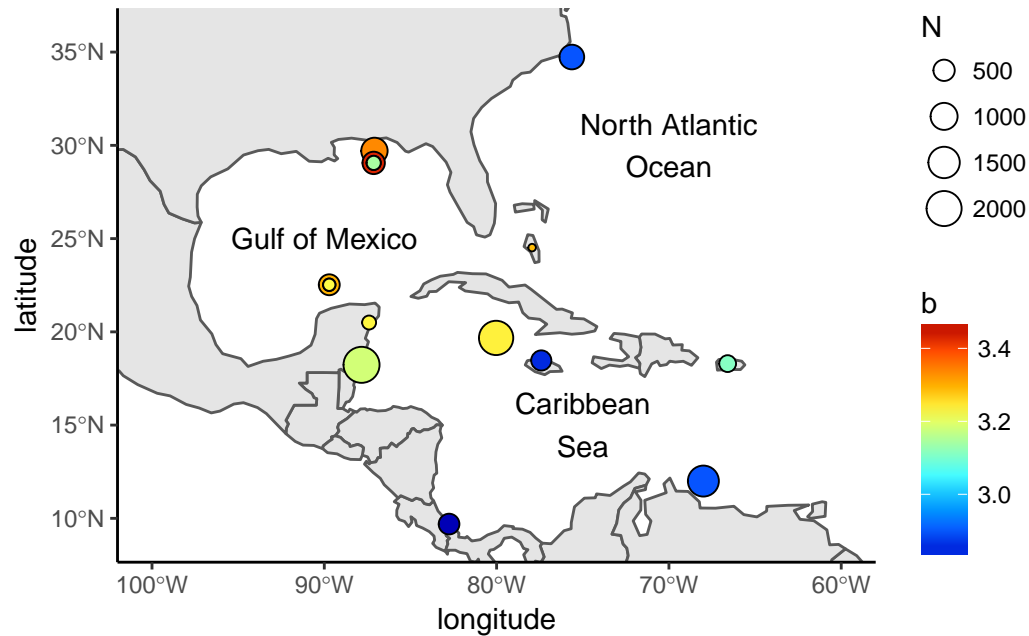 35°N
30°N
25°N
20°N
15°N
10°N
latitude
North Atlantic
Ocean
Gulf of Mexico
Caribbean
Sea
100°W
90°W
80°W
70°W
60°W
longitude
N
500
1000
1500
2000
b
3.4
3.2
3.0